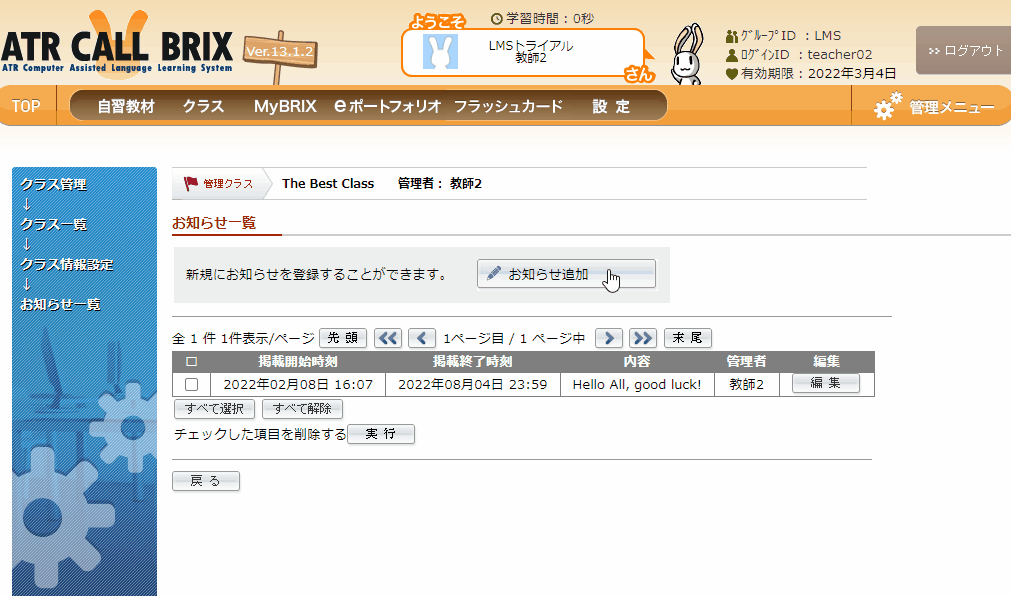 ATR CALL BRIX
ATR Computer Assisted Language Learning System
Ver.13.1.2
ようこそ
学習時間：0秒
LMSトライアル
教師2
さん
ｸﾞﾙｰﾌﾟID ：LMS
ﾛｸﾞｲﾝID ：teacher02
有効期限：2022年3月4日
>> ログアウト
TOP 自習教材 クラス MyBRIX eポートフォリオ フラッシュカード 設 定 管理メニュー
クラス管理
↓
クラス一覧
↓
クラス情報設定
↓
お知らせ一覧
管理クラス The Best Class 管理者： 教師2
お知らせ一覧
新規にお知らせを登録することができます。 お知らせ追加
全 1 件 1件表示/ページ 先 頭 << < 1ページ目 / 1 ページ中 > >> 末 尾
□ 掲載開始時刻 掲載終了時刻 内容 管理者 編集
2022年02月08日 16:07 2022年08月04日 23:59 Hello All, good luck! 教師2 編 集
すべて選択 すべて解除
チェックした項目を削除する 実 行
戻 る